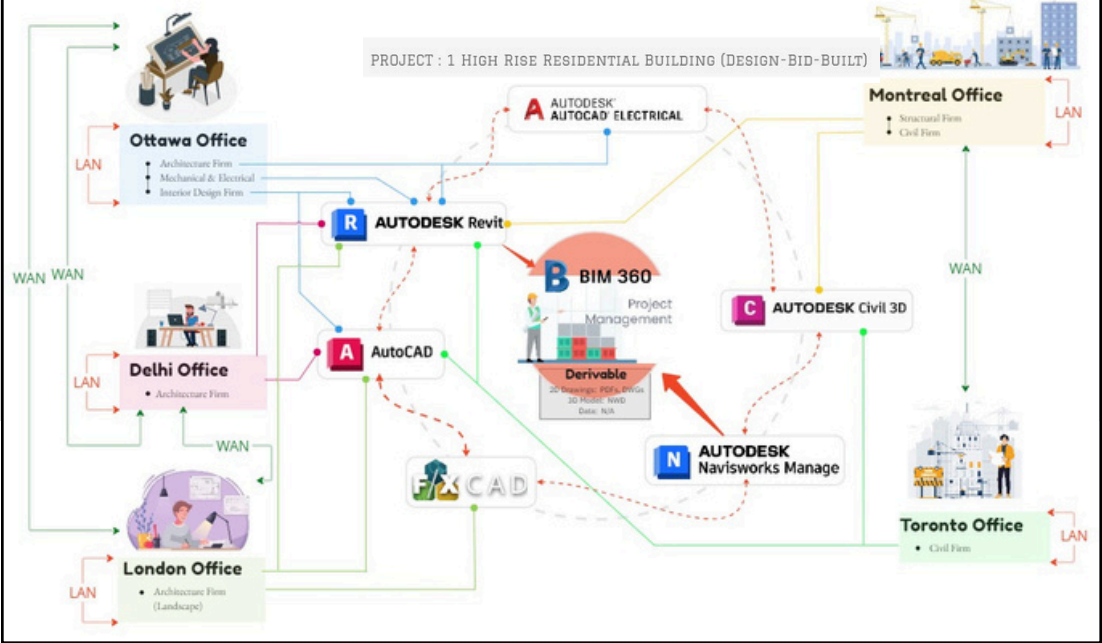 PROJECT : 1 HIGH RISE RESIDENTIAL BUILDING (DESIGN-BID-BUILT)
Ottawa Office
Architecture Firm
Mechanical & Electrical
Interior Design Firm
LAN
WAN
WAN
Delhi Office
Architecture Firm
LAN
WAN
London Office
Architecture Firm
(Landscape)
LAN
A
AUTODESK
AUTOCAD ELECTRICAL
R
AUTODESK Revit
A
AutoCAD
F/X CAD
B BIM 360
Project
Management
Derivable
2D Drawings: PDFs, DWGs
3D Model: NWD
Data: N/A
C
AUTODESK Civil 3D
N
AUTODESK
Navisworks Manage
Montreal Office
Structural Firm
Civil Firm
LAN
WAN
Toronto Office
Civil Firm
LAN